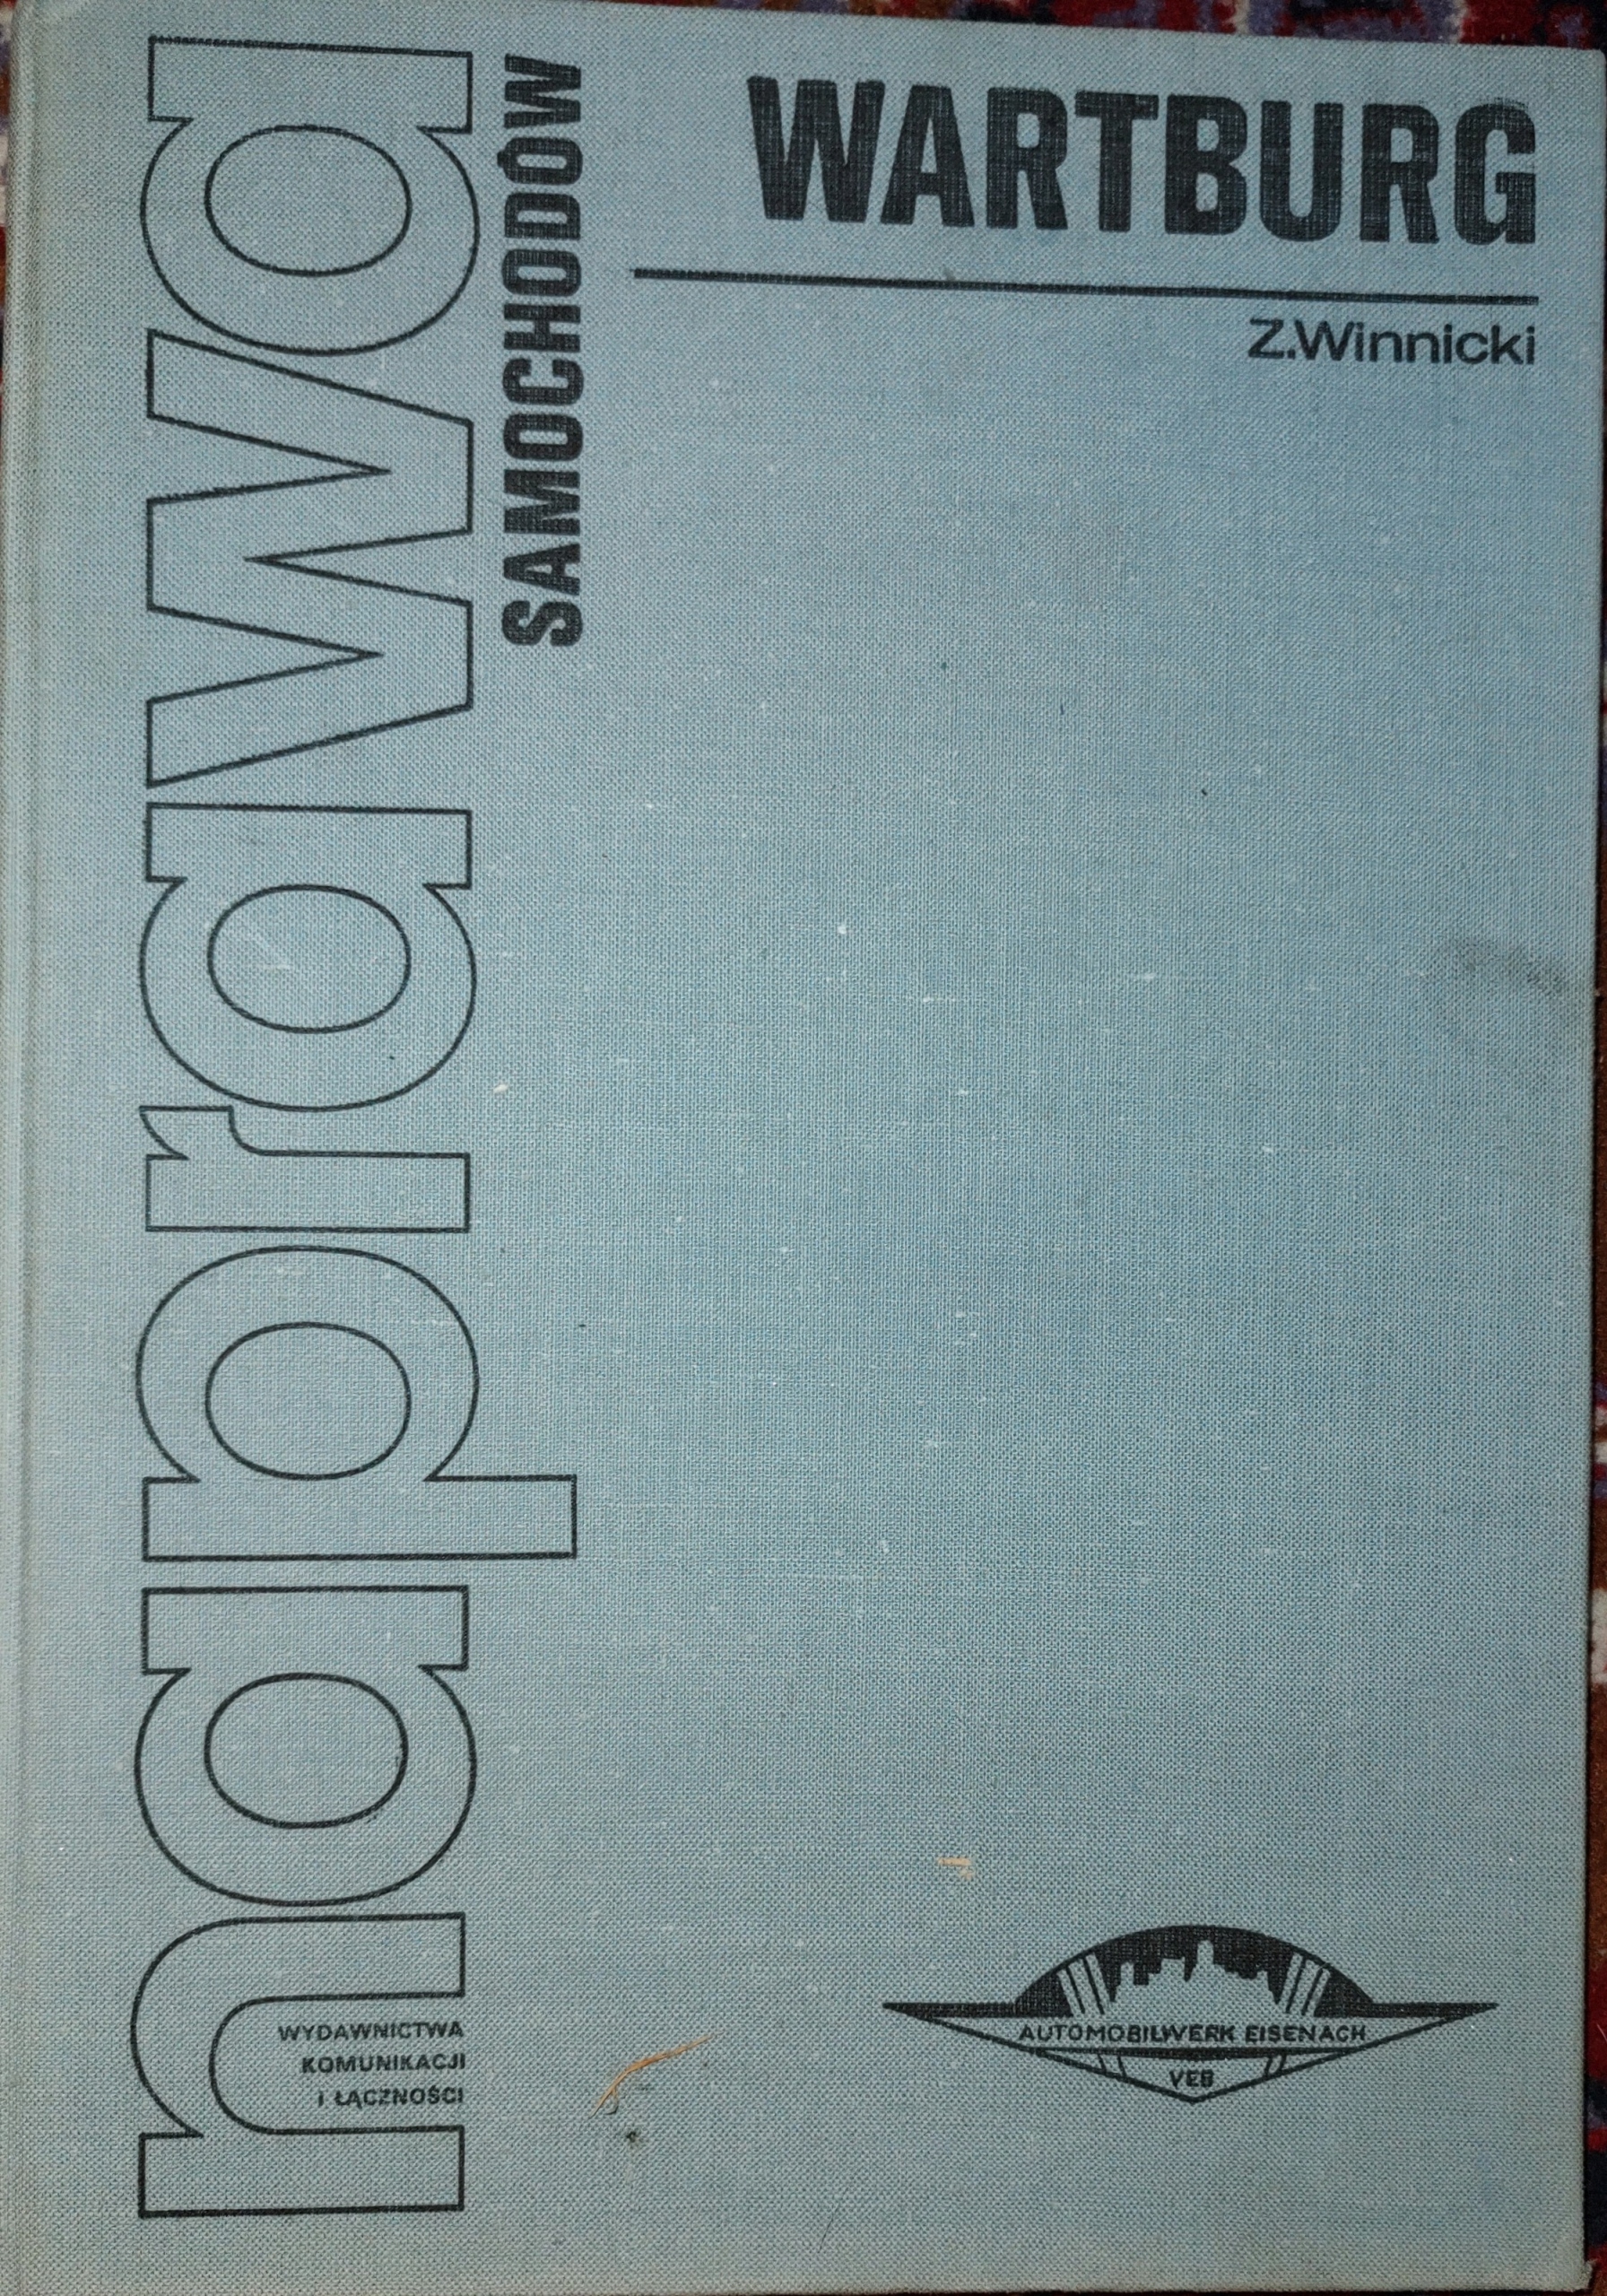 naprawa
SAMOCHODÓW
WARTBURG
Z.Winnicki
WYDAWNICTWA
KOMUNIKACJI
i ŁĄCZNOŚCI
AUTOMOBILWERK EISENACH
VEB